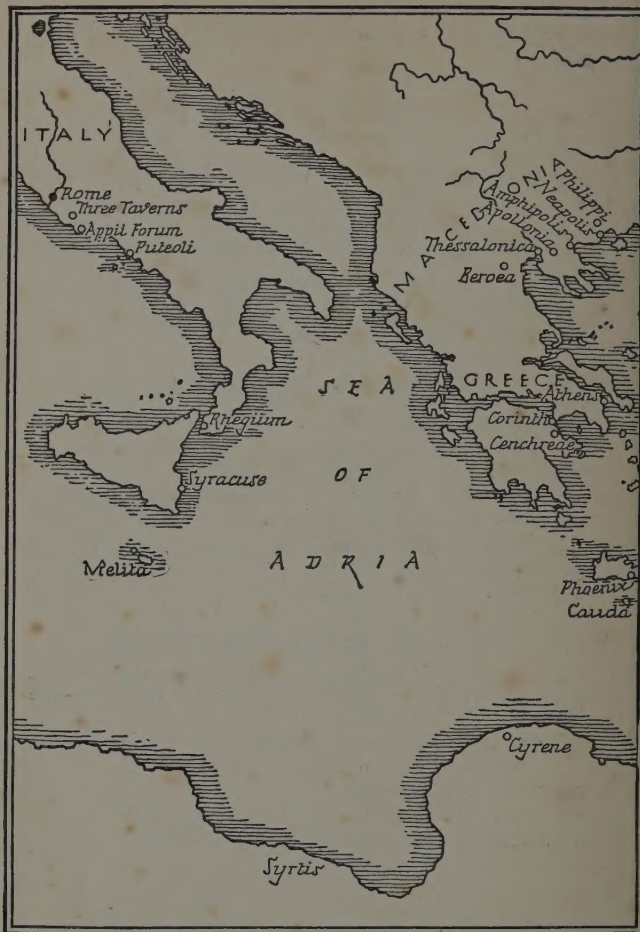 ITALY
Rome
Three Taverns
Appii Forum
Puteoli
MACEDONIA
Philippi
Neapolis
Amphipolis
Apollonia
Thessalonica
Beroea
SEA
GREECE
Athens
Corinth
Cenchreae
Rhegium
OF
Syracuse
ADRIA
Melita
Phoenix
Cauda
Cyrene
Syrtis